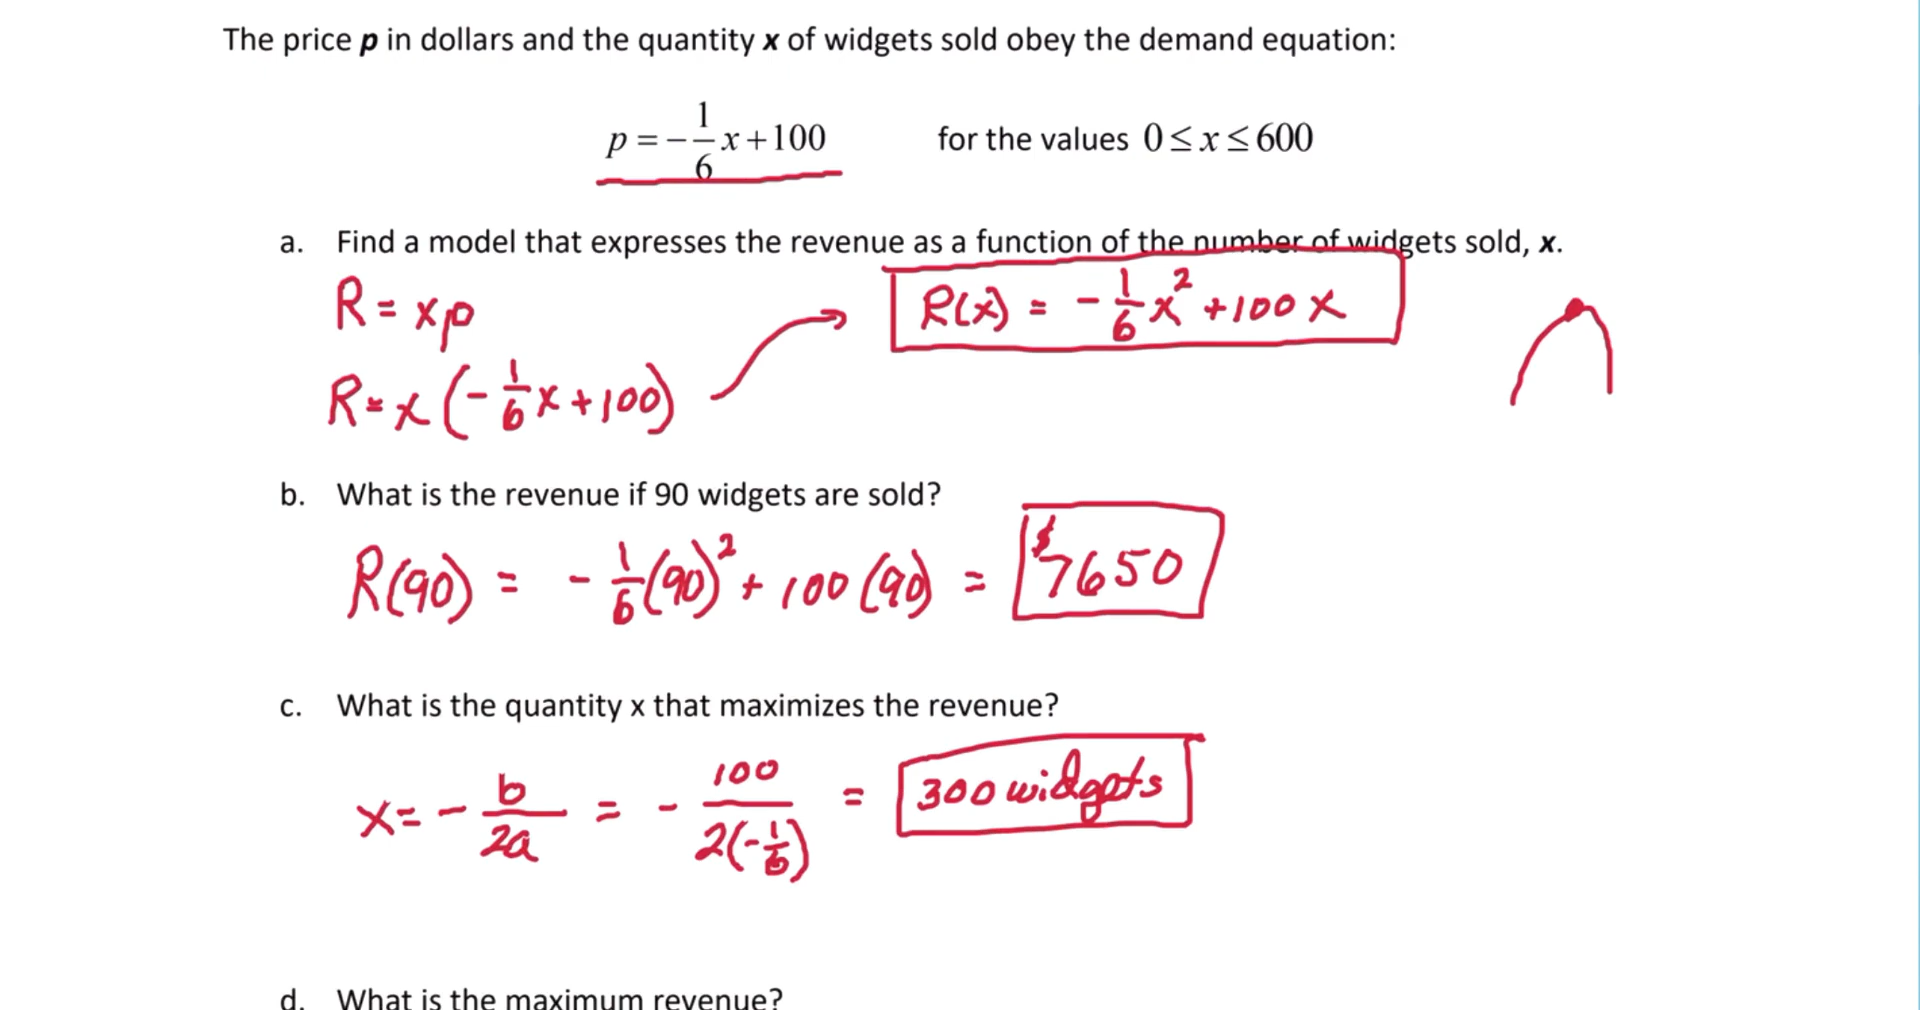 The price p in dollars and the quantity x of widgets sold obey the demand equation:
p = -1/6 x + 100 for the values 0 ≤ x ≤ 600
a. Find a model that expresses the revenue as a function of the number of widgets sold, x.
R = xp
R = x(-1/6 x + 100)
R(x) = -1/6 x² + 100x
b. What is the revenue if 90 widgets are sold?
R(90) = -1/6 (90)² + 100(90) = $7650
c. What is the quantity x that maximizes the revenue?
x = - b/2a = - 100/2(-1/6) = 300 widgets
d. What is the maximum revenue?